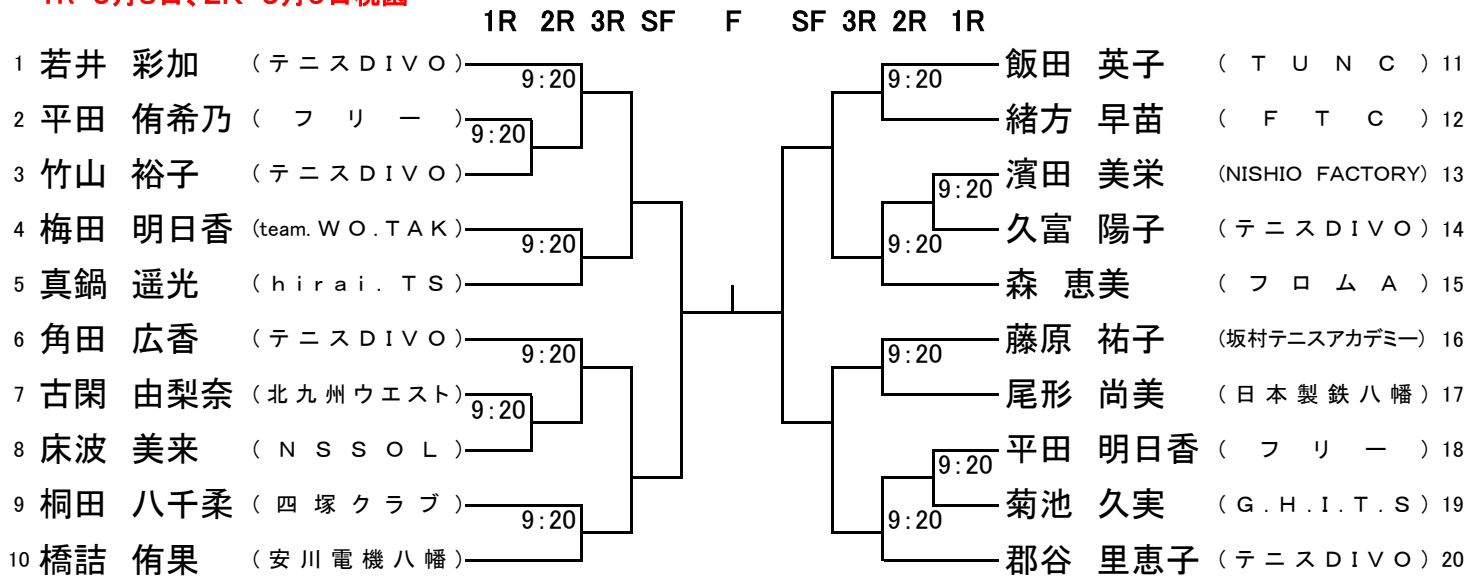 1R 2R 3R SF F SF 3R 2R 1R
1 若井 彩加 (テニスDIVO) 9:20 9:20 飯田 英子 (TUNC) 11
2 平田 侑希乃 (フリー) 9:20 緒方 早苗 (FTC) 12
3 竹山 裕子 (テニスDIVO) 9:20 濱田 美栄 (NISHIO FACTORY) 13
4 梅田 明日香 (team.WO.TAK) 9:20 9:20 久富 陽子 (テニスDIVO) 14
5 真鍋 遥光 (hirai.TS) 森 恵美 (フロムA) 15
6 角田 広香 (テニスDIVO) 9:20 9:20 藤原 祐子 (坂村テニスアカデミー) 16
7 古閑 由梨奈 (北九州ウエスト) 9:20 尾形 尚美 (日本製鉄八幡) 17
8 床波 美来 (NSSOL) 9:20 平田 明日香 (フリー) 18
9 桐田 八千柔 (四塚クラブ) 9:20 9:20 菊池 久実 (G.H.I.T.S) 19
10 橋詰 侑果 (安川電機八幡) 郡谷 里恵子 (テニスDIVO) 20